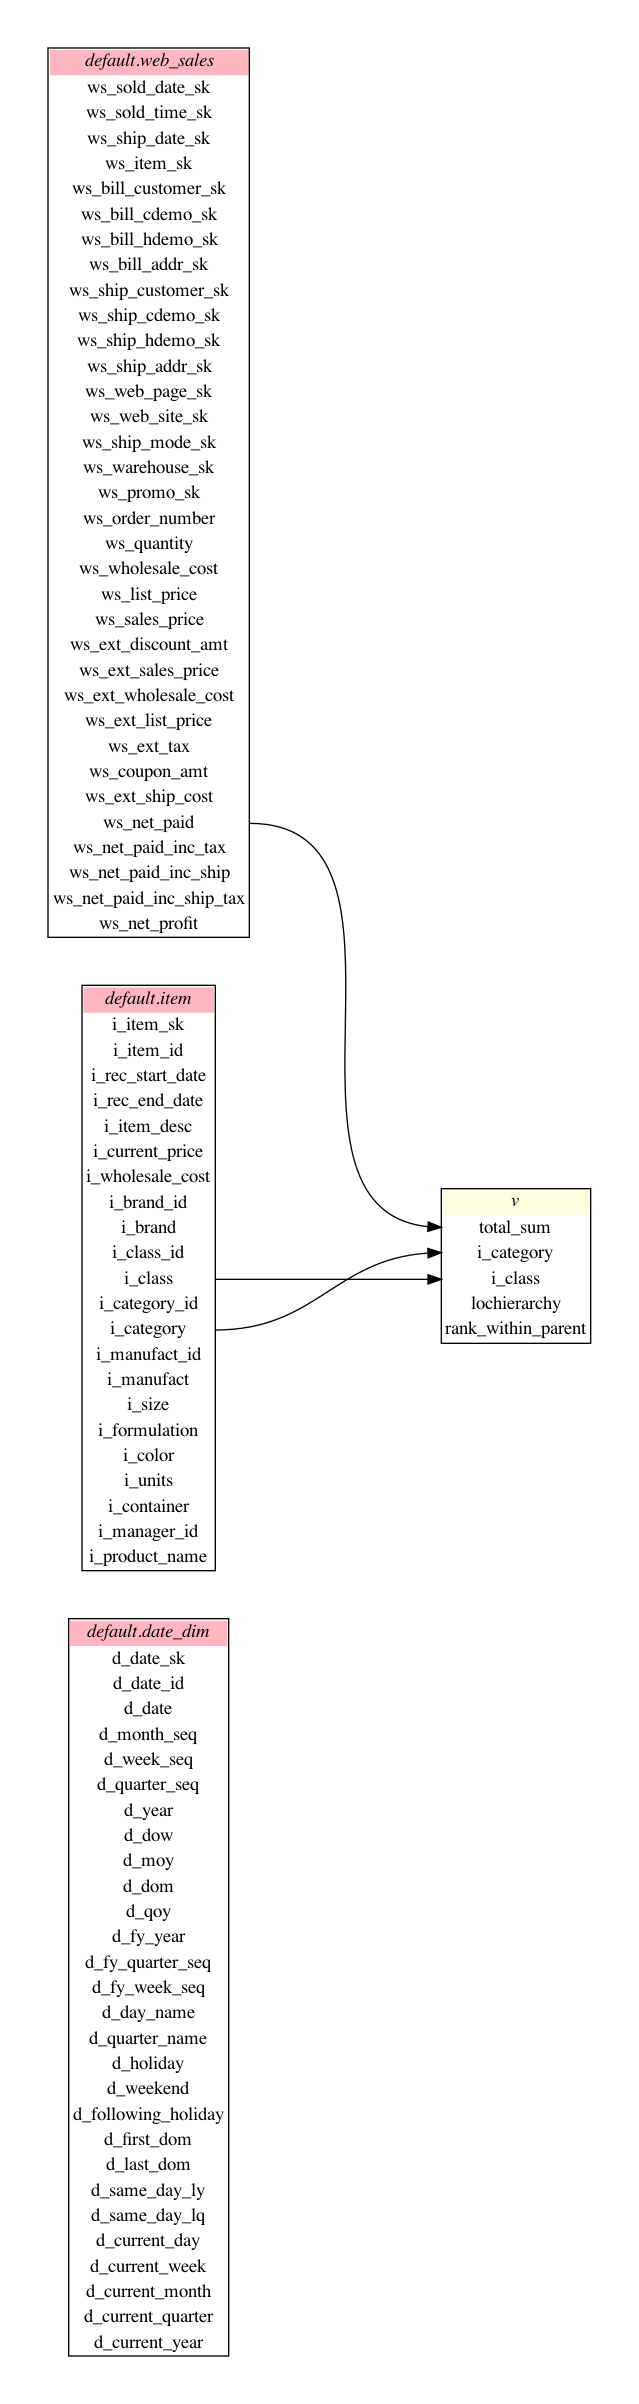 default.web_sales
ws_sold_date_sk
ws_sold_time_sk
ws_ship_date_sk
ws_item_sk
ws_bill_customer_sk
ws_bill_cdemo_sk
ws_bill_hdemo_sk
ws_bill_addr_sk
ws_ship_customer_sk
ws_ship_cdemo_sk
ws_ship_hdemo_sk
ws_ship_addr_sk
ws_web_page_sk
ws_web_site_sk
ws_ship_mode_sk
ws_warehouse_sk
ws_promo_sk
ws_order_number
ws_quantity
ws_wholesale_cost
ws_list_price
ws_sales_price
ws_ext_discount_amt
ws_ext_sales_price
ws_ext_wholesale_cost
ws_ext_list_price
ws_ext_tax
ws_coupon_amt
ws_ext_ship_cost
ws_net_paid
ws_net_paid_inc_tax
ws_net_paid_inc_ship
ws_net_paid_inc_ship_tax
ws_net_profit
default.item
i_item_sk
i_item_id
i_rec_start_date
i_rec_end_date
i_item_desc
i_current_price
i_wholesale_cost
i_brand_id
i_brand
i_class_id
i_class
i_category_id
i_category
i_manufact_id
i_manufact
i_size
i_formulation
i_color
i_units
i_container
i_manager_id
i_product_name
v
total_sum
i_category
i_class
lochierarchy
rank_within_parent
default.date_dim
d_date_sk
d_date_id
d_date
d_month_seq
d_week_seq
d_quarter_seq
d_year
d_dow
d_moy
d_dom
d_qoy
d_fy_year
d_fy_quarter_seq
d_fy_week_seq
d_day_name
d_quarter_name
d_holiday
d_weekend
d_following_holiday
d_first_dom
d_last_dom
d_same_day_ly
d_same_day_lq
d_current_day
d_current_week
d_current_month
d_current_quarter
d_current_year